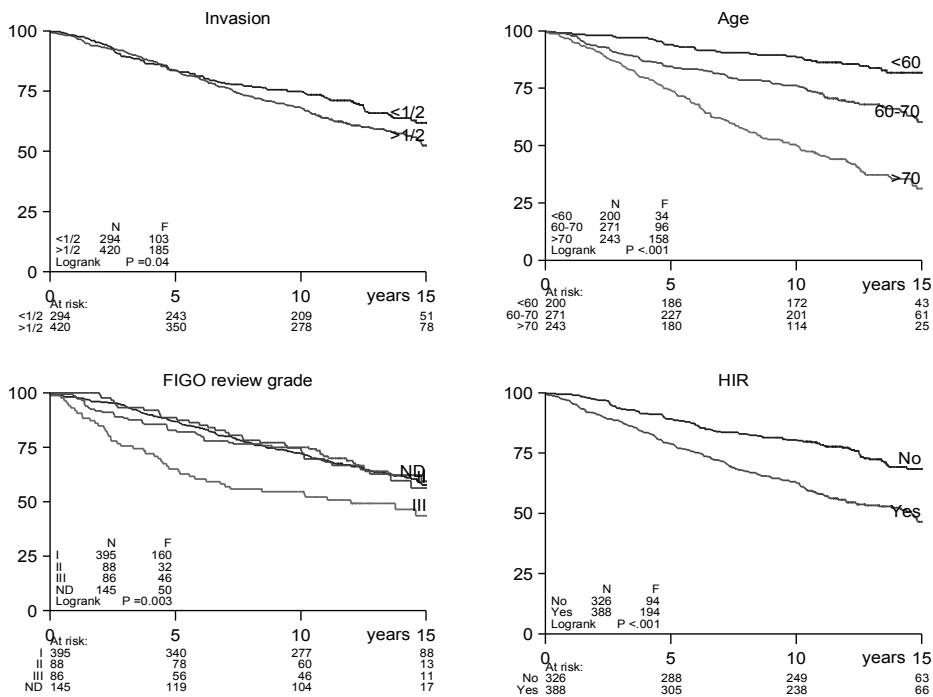 Invasion
100
75
50
25
0
<1/2
>1/2
N F
<1/2 294 103
>1/2 420 185
Logrank P =0.04
0 5 10 years 15
At risk:
<1/2 294 243 209 51
>1/2 420 350 278 78
Age
100
75
50
25
0
<60
60-70
>70
N F
<60 200 34
60-70 271 96
>70 243 158
Logrank P <.001
0 5 10 years 15
At risk:
<60 200 186 172 43
60-70 271 227 201 61
>70 243 180 114 25
FIGO review grade
100
75
50
25
0
ND
III
N F
I 395 160
II 88 32
III 86 46
ND 145 50
Logrank P =0.003
0 5 10 years 15
At risk:
I 395 340 277 88
II 88 78 60 13
III 86 56 46 11
ND 145 119 104 17
HIR
100
75
50
25
0
No
Yes
N F
No 326 94
Yes 388 194
Logrank P <.001
0 5 10 years 15
At risk:
No 326 288 249 63
Yes 388 305 238 66